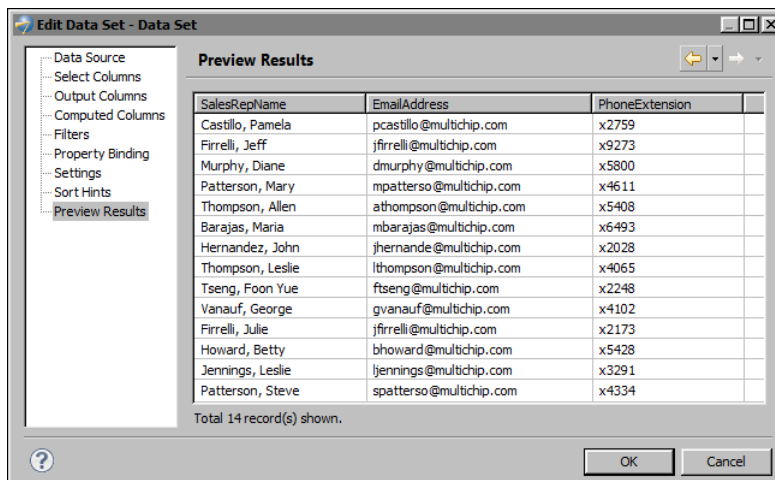 Edit Data Set - Data Set
Data Source
Select Columns
Output Columns
Computed Columns
Filters
Property Binding
Settings
Sort Hints
Preview Results
Preview Results
SalesRepName EmailAddress PhoneExtension
Castillo, Pamela pcastillo@multichip.com x2759
Firrelli, Jeff jfirrelli@multichip.com x9273
Murphy, Diane dmurphy@multichip.com x5800
Patterson, Mary mpatterso@multichip.com x4611
Thompson, Allen athompson@multichip.com x5408
Barajas, Maria mbarajas@multichip.com x6493
Hernandez, John jhernande@multichip.com x2028
Thompson, Leslie lthompson@multichip.com x4065
Tseng, Foon Yue ftseng@multichip.com x2248
Vanauf, George gvanauf@multichip.com x4102
Firrelli, Julie jfirrelli@multichip.com x2173
Howard, Betty bhoward@multichip.com x5428
Jennings, Leslie ljennings@multichip.com x3291
Patterson, Steve spatterso@multichip.com x4334
Total 14 record(s) shown.
?
OK
Cancel